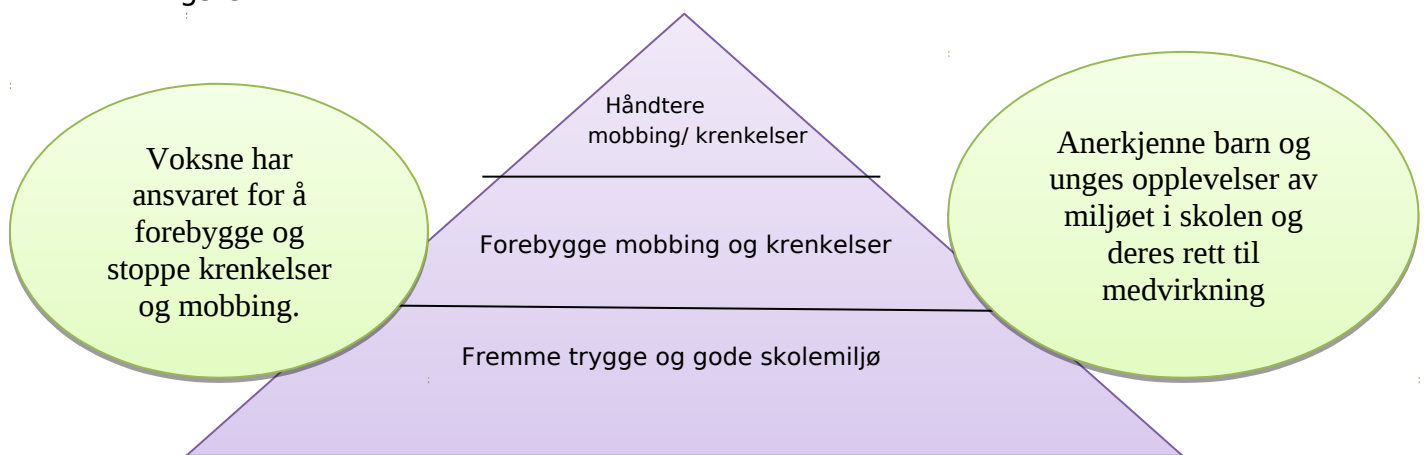 Håndtere
mobbing/ krenkelser
Voksne har
ansvaret for å
forebygge og
stoppe krenkelser
og mobbing.
Forebygge mobbing og krenkelser
Anerkjenne barn og
unges opplevelser av
miljøet i skolen og
deres rett til
medvirkning
Fremme trygge og gode skolemiljø